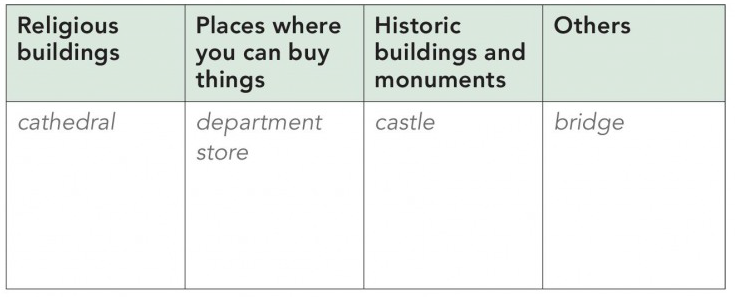 Religious
buildings
Places where
you can buy
things
Historic
buildings and
monuments
Others
cathedral
department
store
castle
bridge